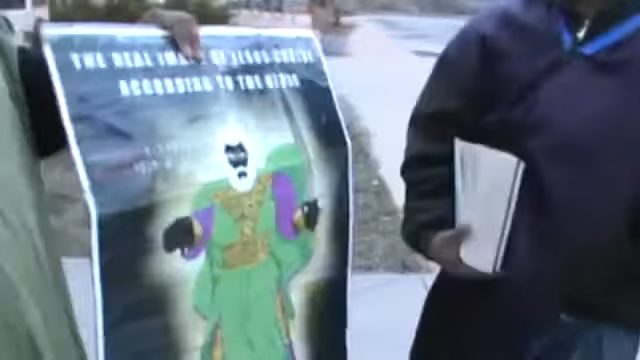 THE REAL IMAGE OF JESUS CHRIST
ACCORDING TO THE BIBLE